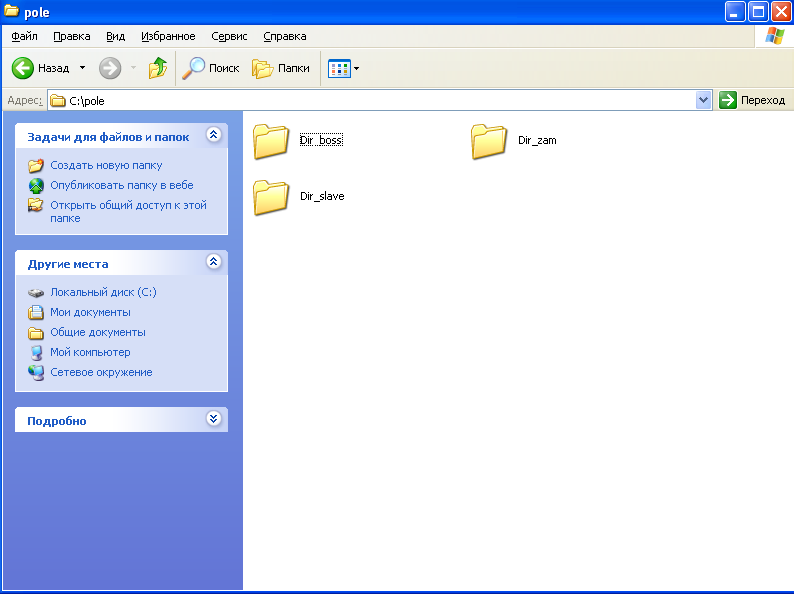 pole
Файл Правка Вид Избранное Сервис Справка
Назад Поиск Папки
Адрес: C:\pole Переход
Задачи для файлов и папок
Создать новую папку
Опубликовать папку в вебе
Открыть общий доступ к этой
папке
Другие места
Локальный диск (C:)
Мои документы
Общие документы
Мой компьютер
Сетевое окружение
Подробно
Dir_boss Dir_zam
Dir_slave